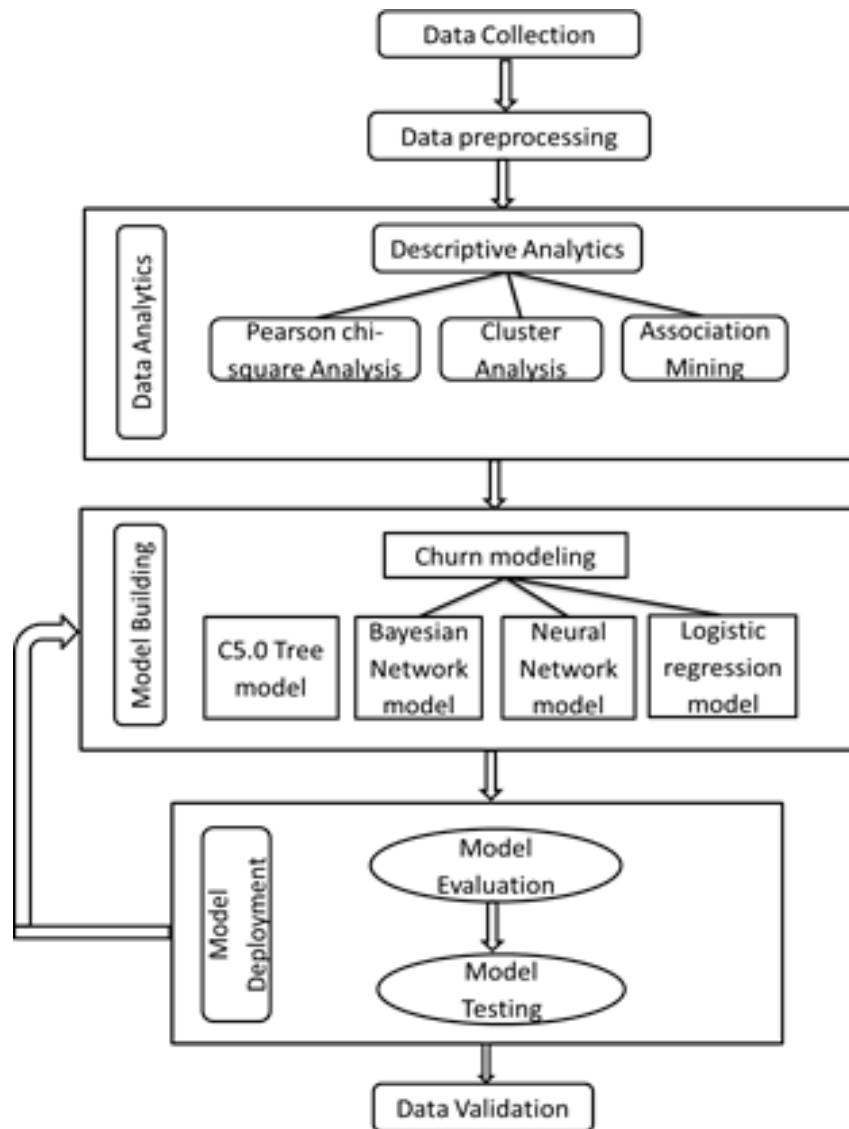 Data Collection
Data preprocessing
Data Analytics
Descriptive Analytics
Pearson chi-
square Analysis
Cluster
Analysis
Association
Mining
Model Building
Churn modeling
C5.0 Tree
model
Bayesian
Network
model
Neural
Network
model
Logistic
regression
model
Model
Deployment
Model
Evaluation
Model
Testing
Data Validation